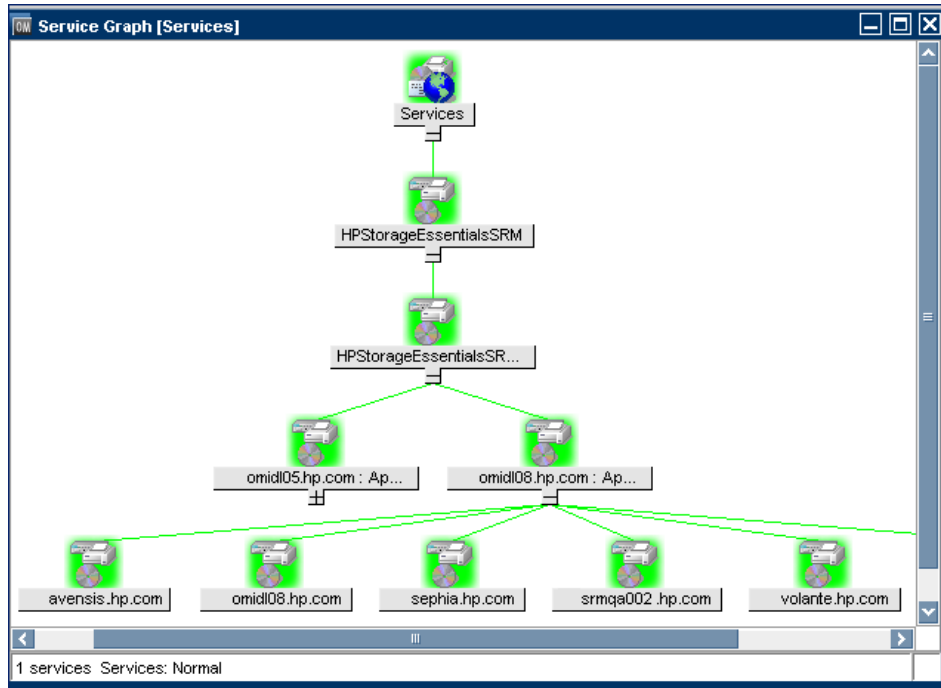 OM Service Graph [Services]
Services
HPStorageEssentialsSRM
HPStorageEssentialsSR...
omidl05.hp.com : Ap...
omidl08.hp.com : Ap...
avensis.hp.com
omidl08.hp.com
sephia.hp.com
srmqa002 .hp.com
volante.hp.com
1 services Services: Normal